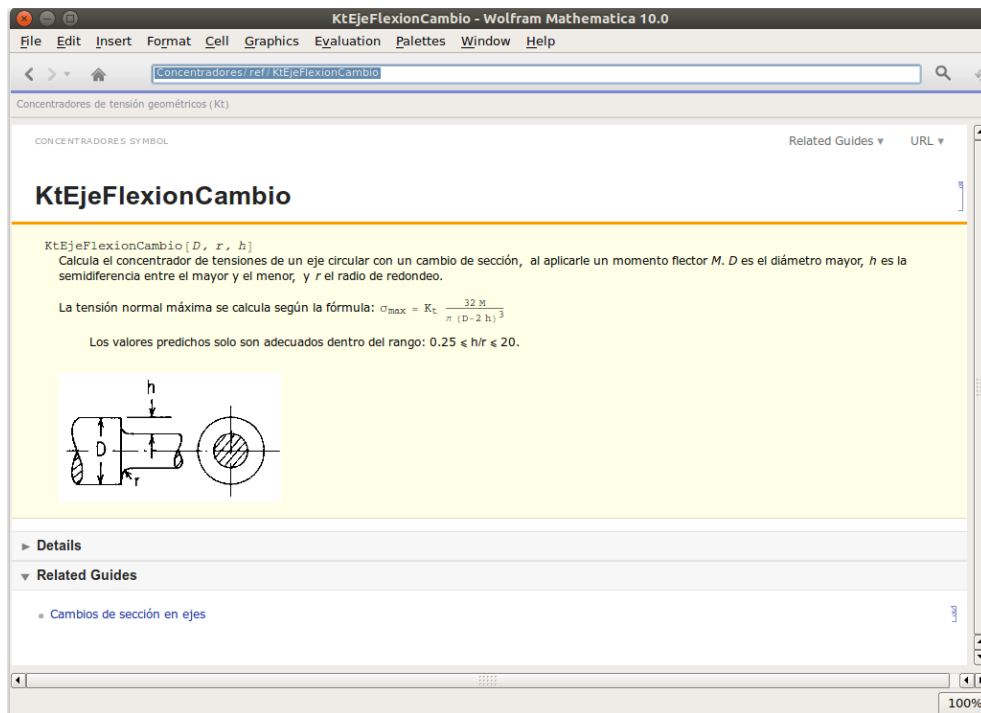 KtEjeFlexionCambio - Wolfram Mathematica 10.0
File Edit Insert Format Cell Graphics Evaluation Palettes Window Help
Concentradores/ref/KtEjeFlexionCambio
Concentradores de tensión geométricos (Kt)
CONCENTRADORES SYMBOL
Related Guides ▼ URL ▼
KtEjeFlexionCambio
KtEjeFlexionCambio[D, r, h]
Calcula el concentrador de tensiones de un eje circular con un cambio de sección, al aplicarle un momento flector M. D es el diámetro mayor, h es la
semidiferencia entre el mayor y el menor, y r el radio de redondeo.
La tensión normal máxima se calcula según la fórmula: σmax = Kt 32 M / π (D-2 h)^3
Los valores predichos solo son adecuados dentro del rango: 0.25 ⩽ h/r ⩽ 20.
h
D
r
Details
Related Guides
Cambios de sección en ejes
100%